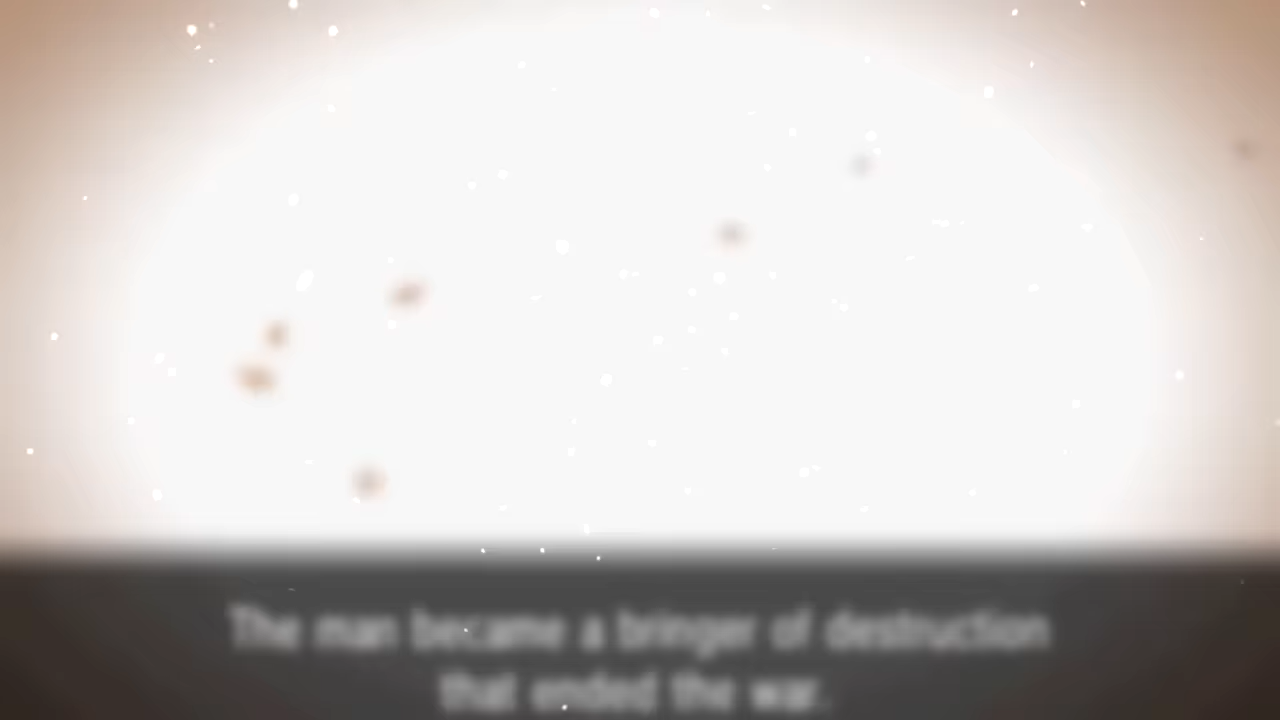 The man became a bringer of destruction
that ended the war.